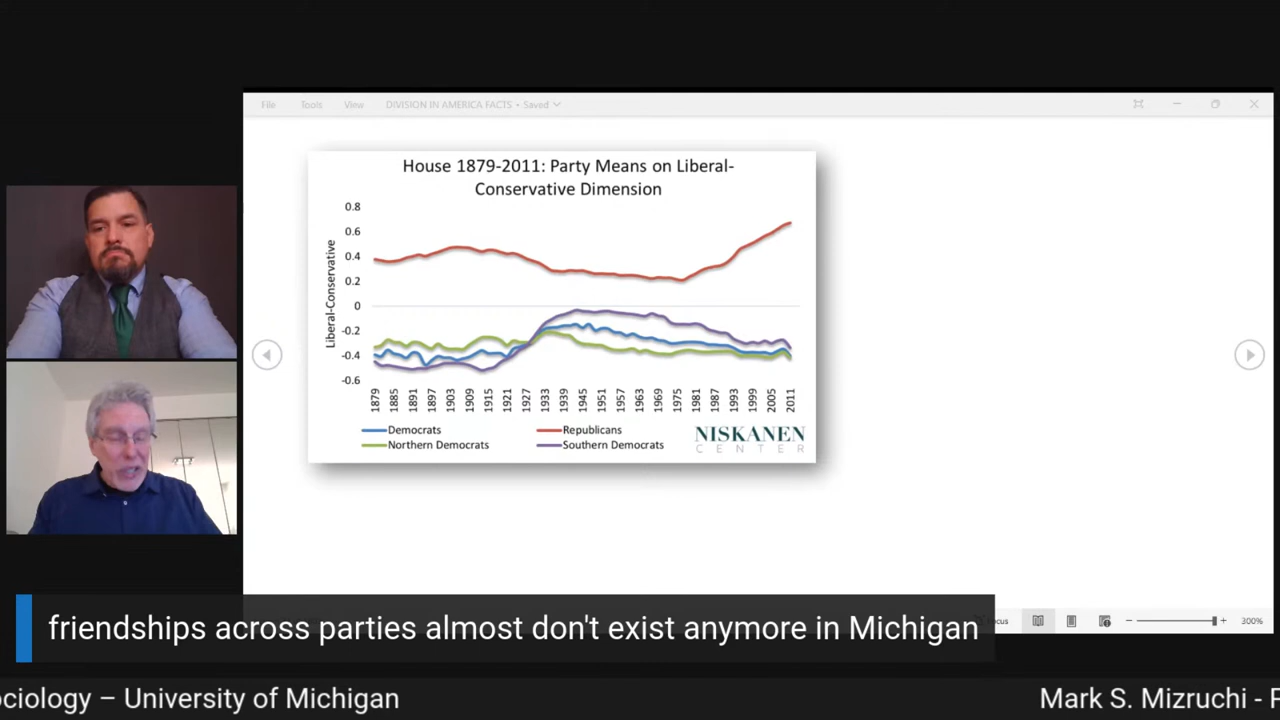 File Tools View DIVISION IN AMERICA FACTS • Saved
House 1879-2011: Party Means on Liberal-
Conservative Dimension
Liberal-Conservative
0.8
0.6
0.4
0.2
0
-0.2
-0.4
-0.6
1879 1885 1891 1897 1903 1909 1915 1921 1927 1933 1939 1945 1951 1957 1963 1969 1975 1981 1987 1993 1999 2005 2011
Democrats Republicans
Northern Democrats Southern Democrats
NISKANEN
CENTER
300%
friendships across parties almost don't exist anymore in Michigan
ociology – University of Michigan Mark S. Mizruchi -